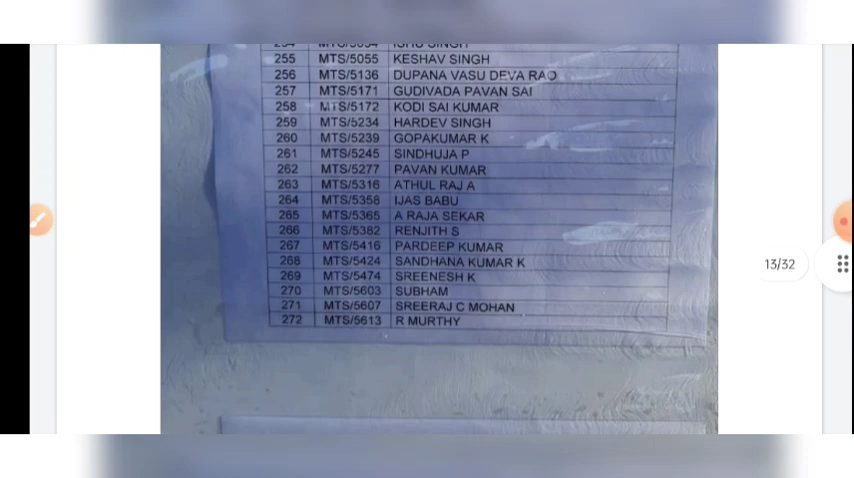 255 MTS/5055 KESHAV SINGH
256 MTS/5136 DUPANA VASU DEVA RAO
257 MTS/5171 GUDIVADA PAVAN SAI
258 MTS/5172 KODI SAI KUMAR
259 MTS/5234 HARDEV SINGH
260 MTS/5239 GOPAKUMAR K
261 MTS/5245 SINDHUJA P
262 MTS/5277 PAVAN KUMAR
263 MTS/5316 ATHUL RAJ A
264 MTS/5358 IJAS BABU
265 MTS/5365 A RAJA SEKAR
266 MTS/5382 RENJITH S
267 MTS/5416 PARDEEP KUMAR
268 MTS/5424 SANDHANA KUMAR K
269 MTS/5474 SREENESH K
270 MTS/5603 SUBHAM
271 MTS/5607 SREERAJ C MOHAN
272 MTS/5613 R MURTHY
13/32